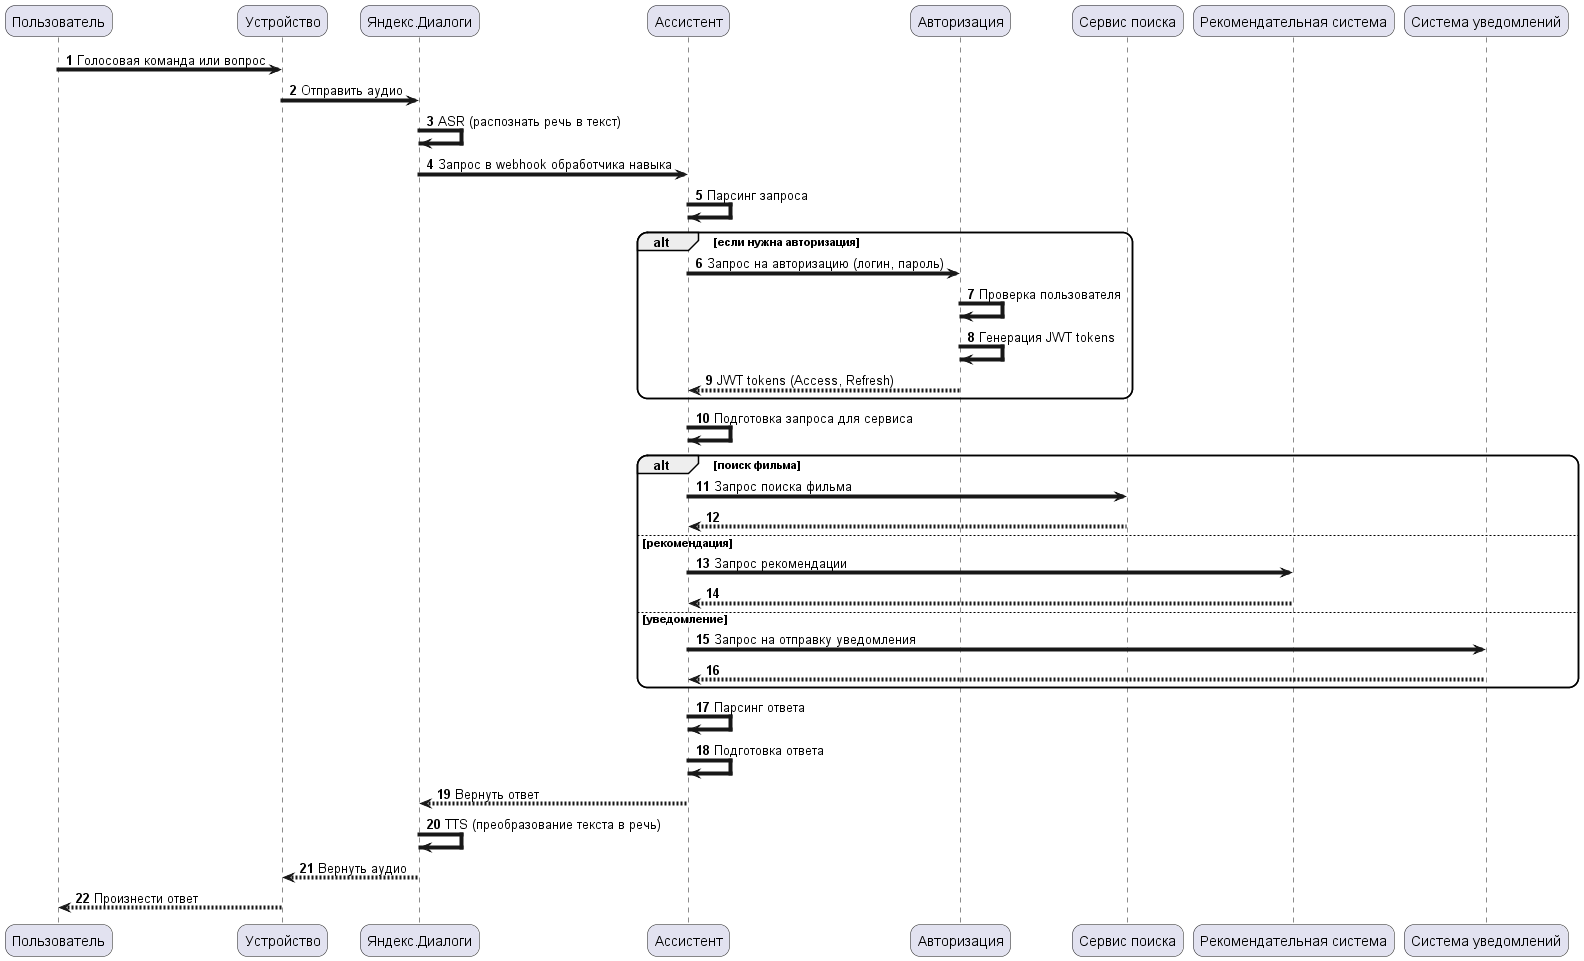 Пользователь
Устройство
Яндекс.Диалоги
Ассистент
Авторизация
Сервис поиска
Рекомендательная система
Система уведомлений
1 Голосовая команда или вопрос
2 Отправить аудио
3 ASR (распознать речь в текст)
4 Запрос в webhook обработчика навыка
5 Парсинг запроса
alt [если нужна авторизация]
6 Запрос на авторизацию (логин, пароль)
7 Проверка пользователя
8 Генерация JWT tokens
9 JWT tokens (Access, Refresh)
10 Подготовка запроса для сервиса
alt [поиск фильма]
11 Запрос поиска фильма
12
[рекомендация]
13 Запрос рекомендации
14
[уведомление]
15 Запрос на отправку уведомления
16
17 Парсинг ответа
18 Подготовка ответа
19 Вернуть ответ
20 TTS (преобразование текста в речь)
21 Вернуть аудио
22 Произнести ответ
Пользователь
Устройство
Яндекс.Диалоги
Ассистент
Авторизация
Сервис поиска
Рекомендательная система
Система уведомлений